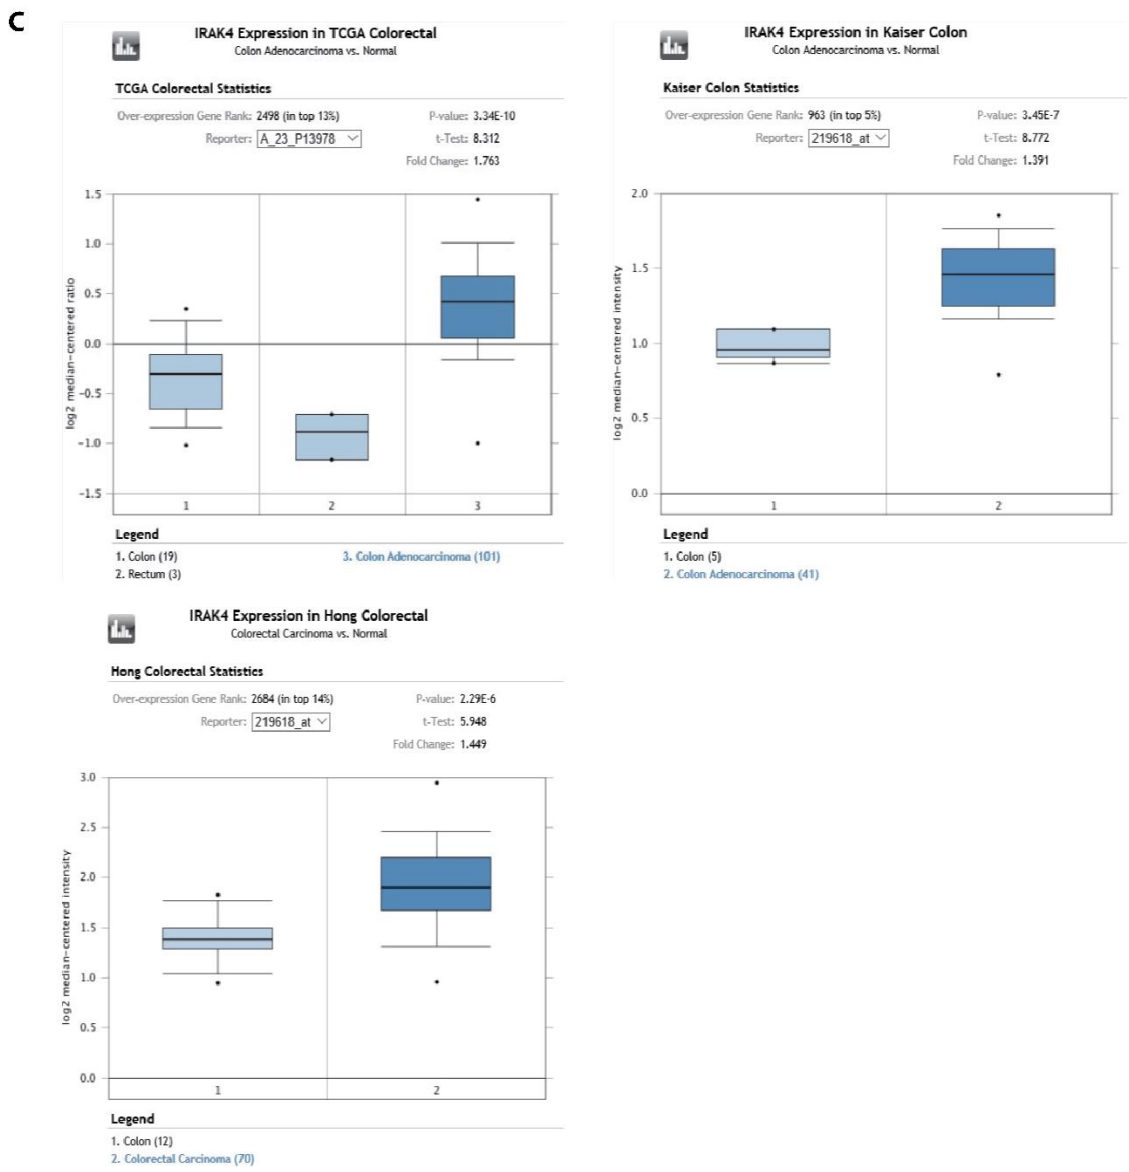 C
IRAK4 Expression in TCGA Colorectal
Colon Adenocarcinoma vs. Normal
TCGA Colorectal Statistics
Over-expression Gene Rank: 2498 (in top 13%)
P-value: 3.34E-10
Reporter: A_23_P13978
t-Test: 8.312
Fold Change: 1.763
log2 median-centered ratio
1.5
1.0
0.5
0.0
-0.5
-1.0
-1.5
1
2
3
Legend
1. Colon (19)
3. Colon Adenocarcinoma (101)
2. Rectum (3)
IRAK4 Expression in Kaiser Colon
Colon Adenocarcinoma vs. Normal
Kaiser Colon Statistics
Over-expression Gene Rank: 963 (in top 5%)
P-value: 3.45E-7
Reporter: 219618_at
t-Test: 8.772
Fold Change: 1.391
log2 median-centered intensity
2.0
1.5
1.0
0.5
0.0
1
2
Legend
1. Colon (5)
2. Colon Adenocarcinoma (41)
IRAK4 Expression in Hong Colorectal
Colorectal Carcinoma vs. Normal
Hong Colorectal Statistics
Over-expression Gene Rank: 2684 (in top 14%)
P-value: 2.29E-6
Reporter: 219618_at
t-Test: 5.948
Fold Change: 1.449
log2 median-centered intensity
3.0
2.5
2.0
1.5
1.0
0.5
0.0
1
2
Legend
1. Colon (12)
2. Colorectal Carcinoma (70)